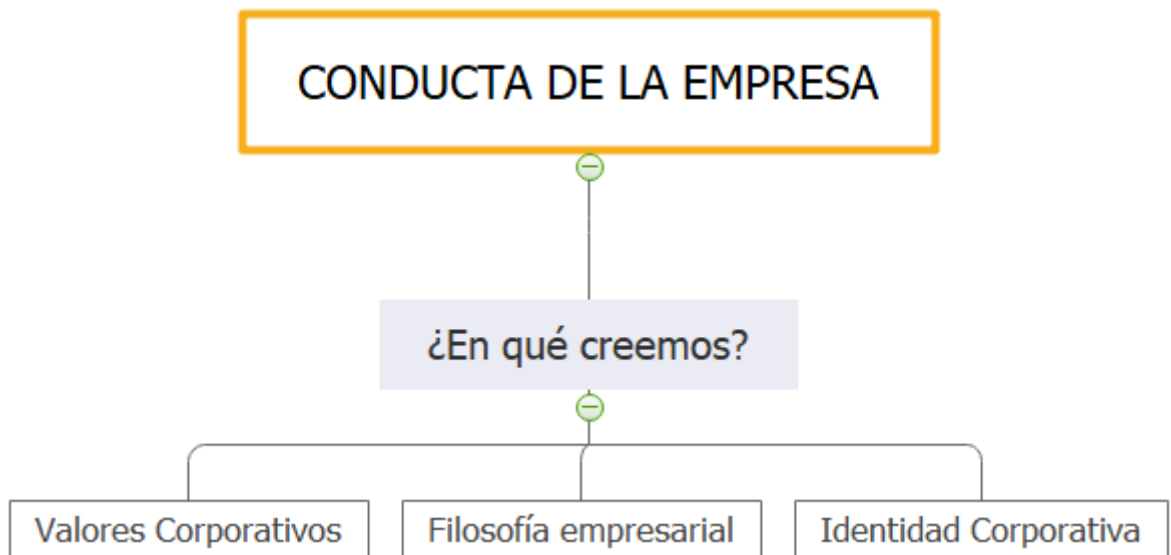 CONDUCTA DE LA EMPRESA
¿En qué creemos?
Valores Corporativos
Filosofía empresarial
Identidad Corporativa